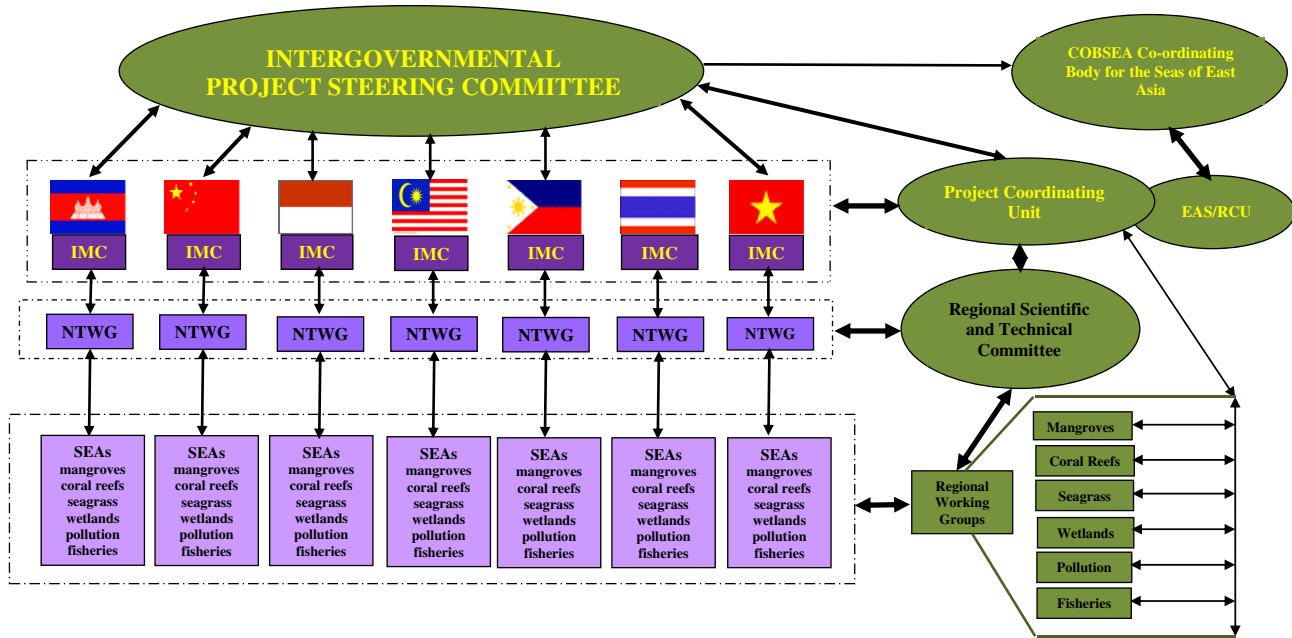 INTERGOVERNMENTAL
PROJECT STEERING COMMITTEE
COBSEA Co-ordinating
Body for the Seas of East
Asia
Project Coordinating
Unit
EAS/RCU
IMC
IMC
IMC
IMC
IMC
IMC
IMC
NTWG
NTWG
NTWG
NTWG
NTWG
NTWG
NTWG
Regional Scientific
and Technical
Committee
SEAs
mangroves
coral reefs
seagrass
wetlands
pollution
fisheries
SEAs
mangroves
coral reefs
seagrass
wetlands
pollution
fisheries
SEAs
mangroves
coral reefs
seagrass
wetlands
pollution
fisheries
SEAs
mangroves
coral reefs
seagrass
wetlands
pollution
fisheries
SEAs
mangroves
coral reefs
seagrass
wetlands
pollution
fisheries
SEAs
mangroves
coral reefs
seagrass
wetlands
pollution
fisheries
SEAs
mangroves
coral reefs
seagrass
wetlands
pollution
fisheries
Regional
Working
Groups
Mangroves
Coral Reefs
Seagrass
Wetlands
Pollution
Fisheries